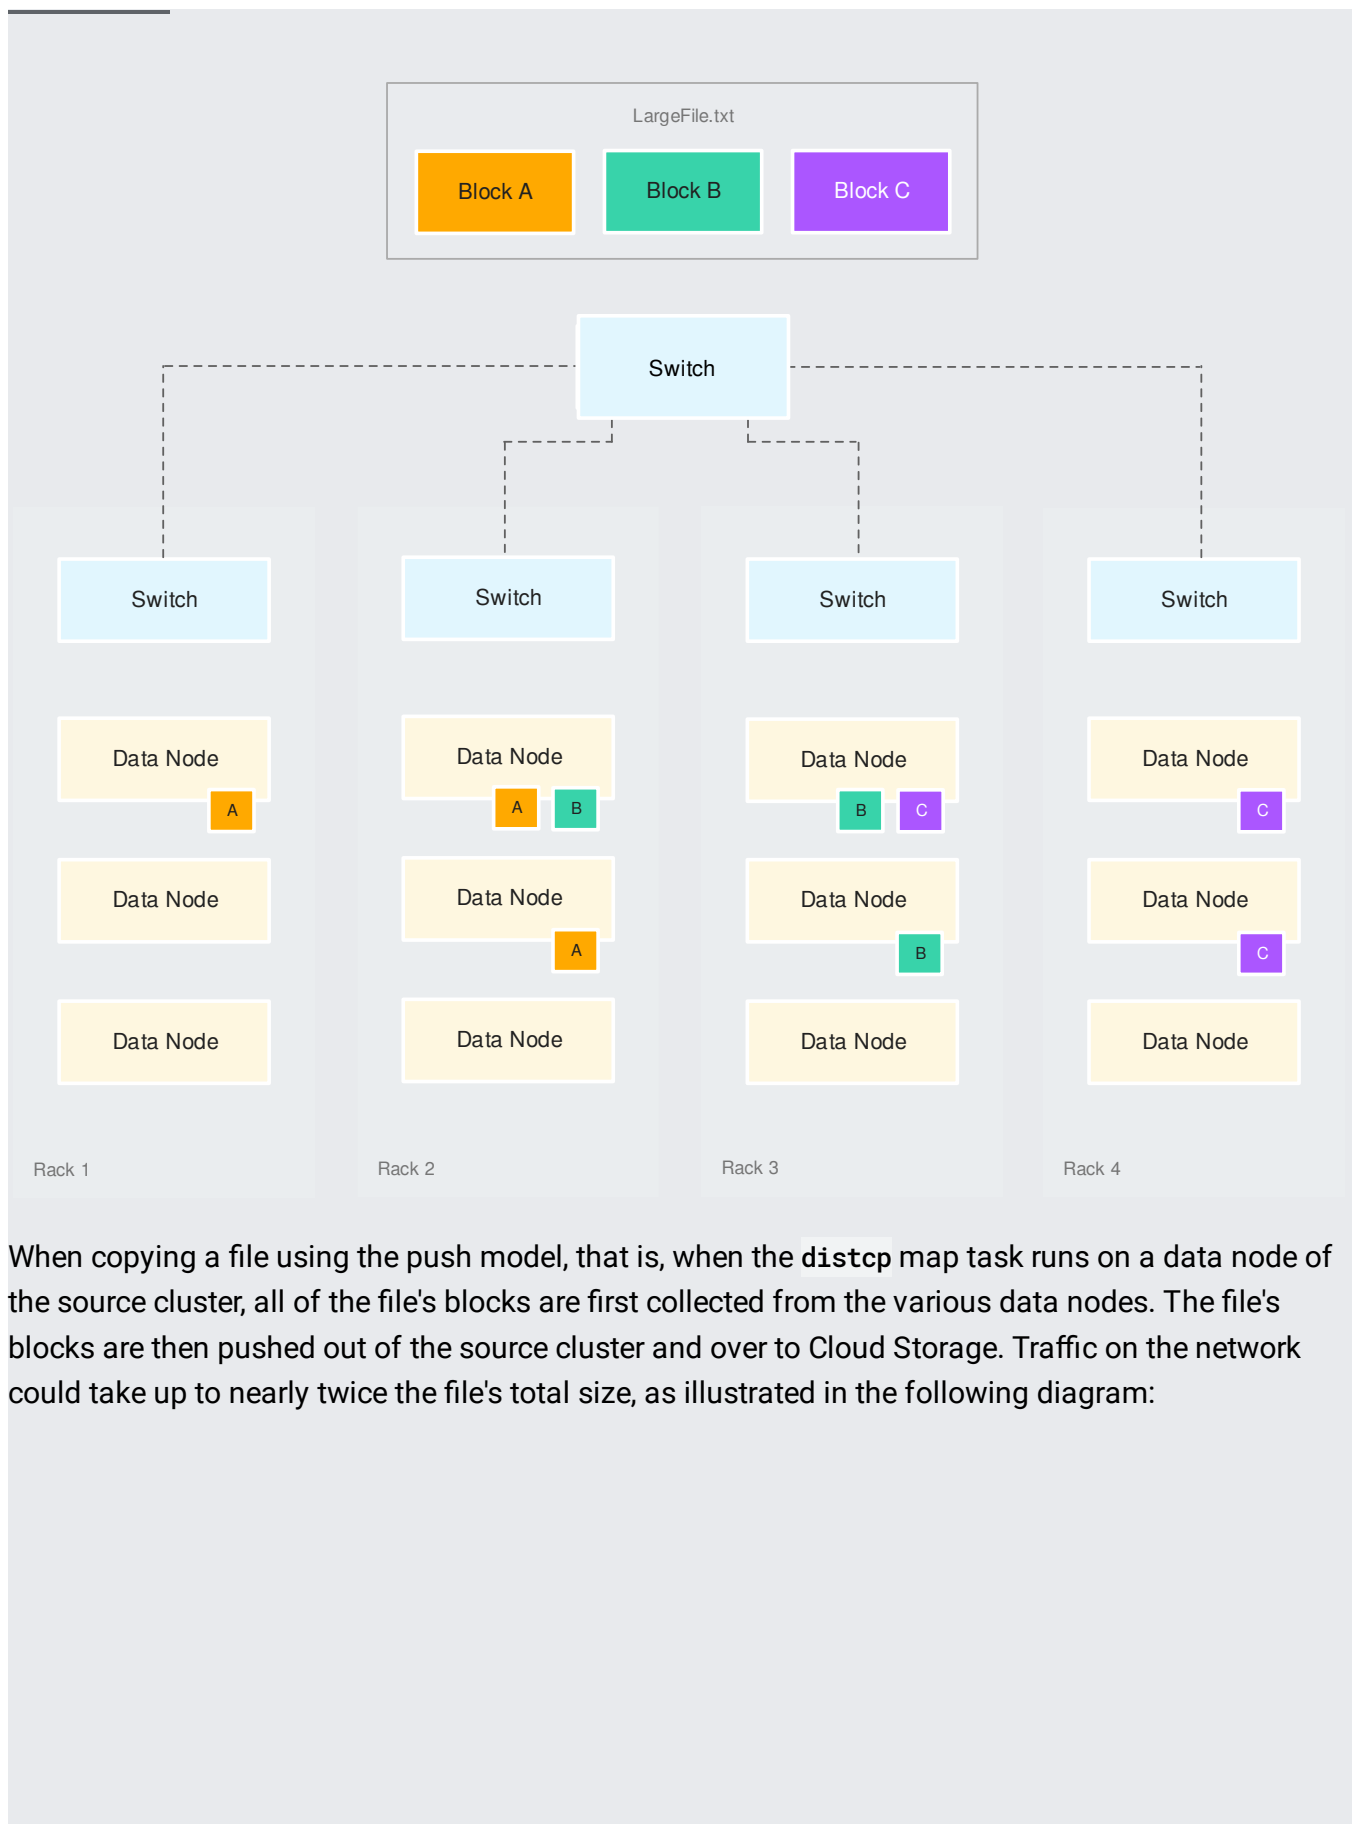 LargeFile.txt
Block A Block B Block C
Switch
Switch Switch Switch Switch
Data Node Data Node Data Node Data Node
A A B B C C
Data Node Data Node Data Node Data Node
A B C
Data Node Data Node Data Node Data Node
Rack 1 Rack 2 Rack 3 Rack 4
When copying a file using the push model, that is, when the distcp map task runs on a data node of
the source cluster, all of the file's blocks are first collected from the various data nodes. The file's
blocks are then pushed out of the source cluster and over to Cloud Storage. Traffic on the network
could take up to nearly twice the file's total size, as illustrated in the following diagram: